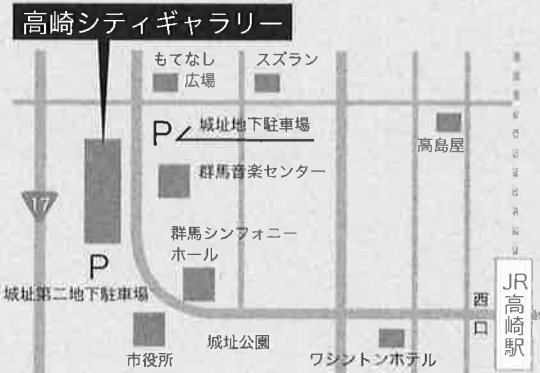 高崎シティギャラリー
もてなし
広場
スズラン
P
城址地下駐車場
高島屋
群馬音楽センター
17
群馬シンフォニー
ホール
P
城址第二地下駐車場
JR高崎駅
西口
市役所
城址公園
ワシントンホテル